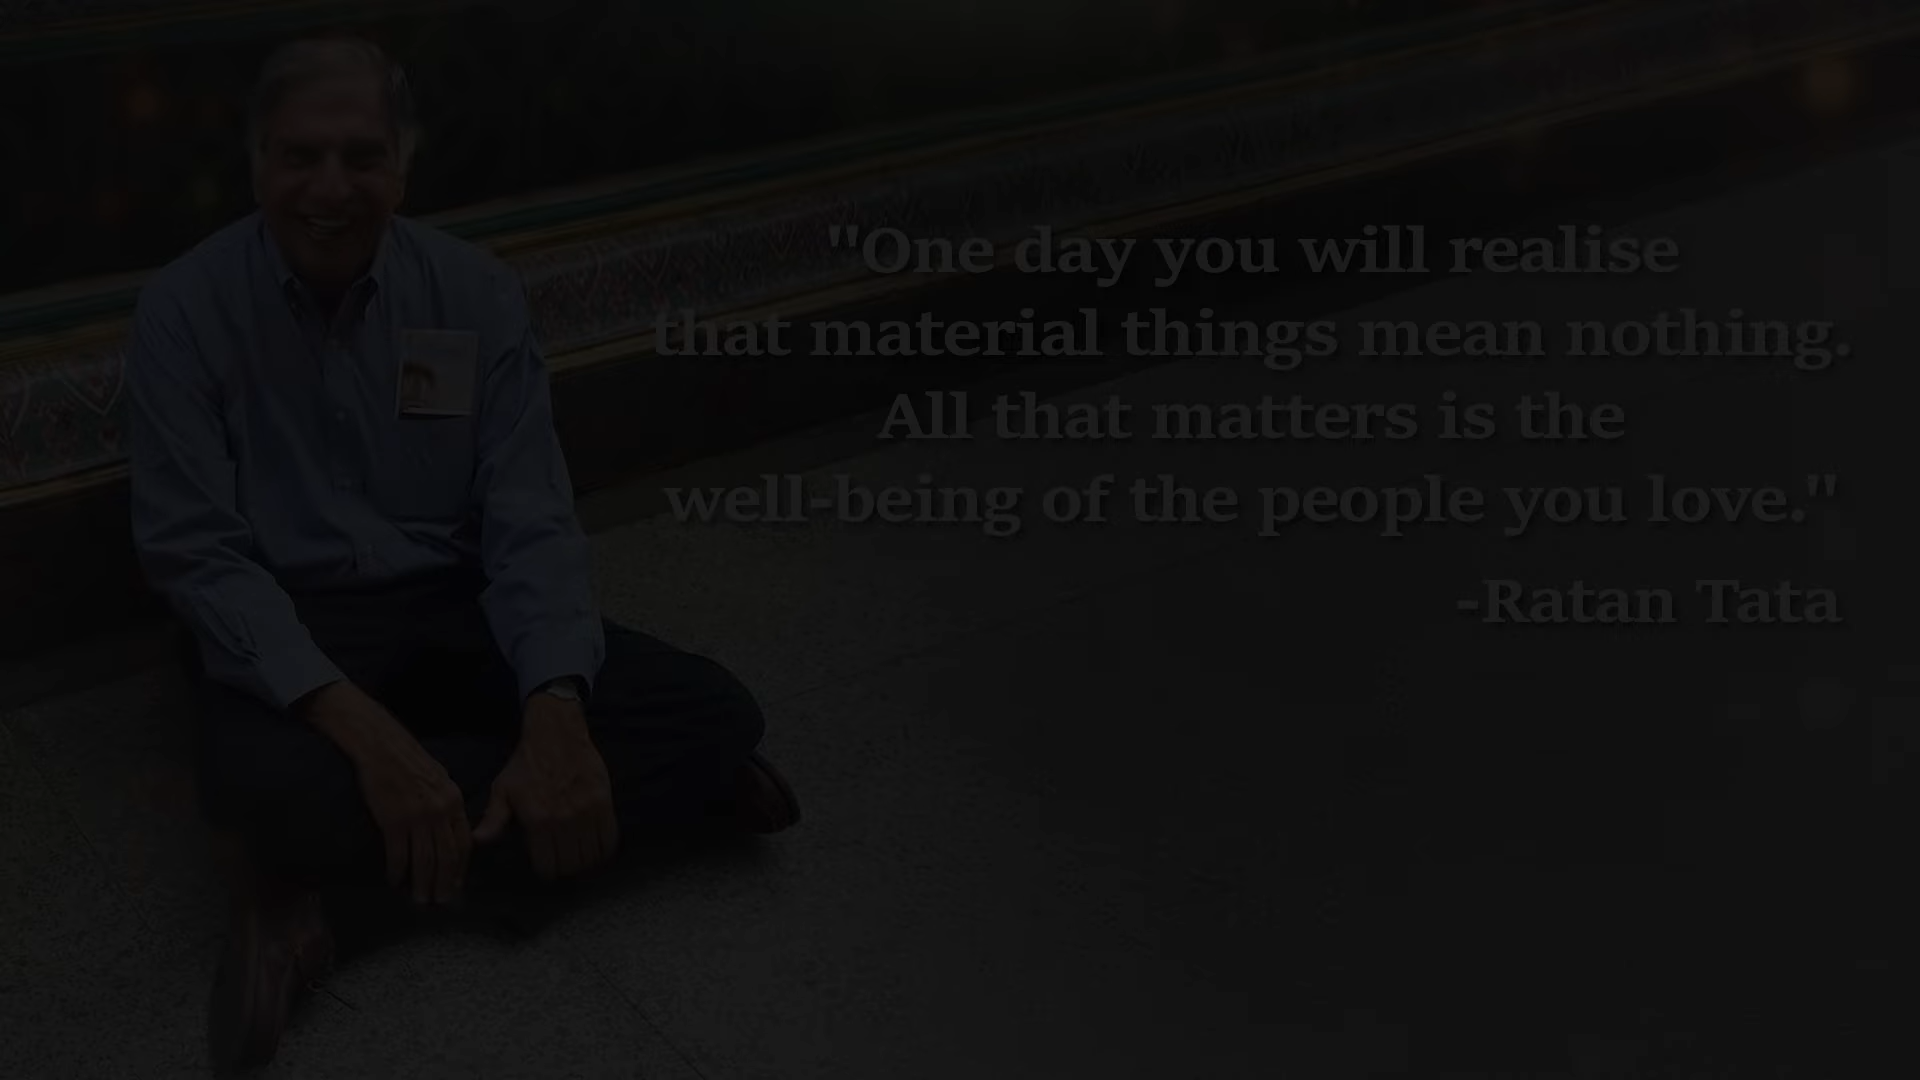 "One day you will realise
that material things mean nothing.
All that matters is the
well-being of the people you love."
-Ratan Tata